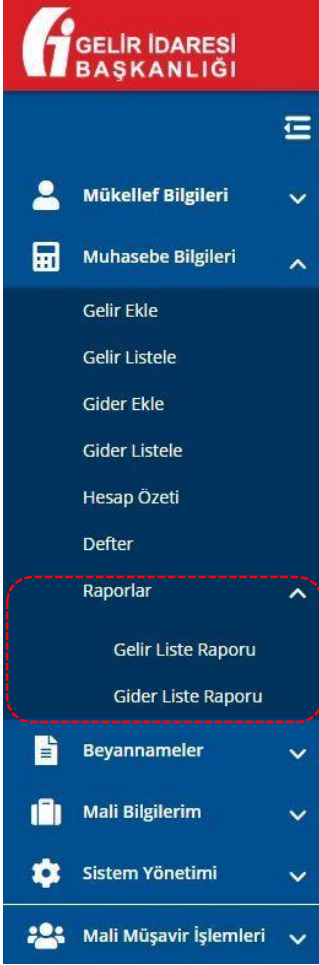 GELİR İDARESİ
BAŞKANLIĞI
Mükellef Bilgileri
Muhasebe Bilgileri
Gelir Ekle
Gelir Listele
Gider Ekle
Gider Listele
Hesap Özeti
Defter
Raporlar
Gelir Liste Raporu
Gider Liste Raporu
Beyannameler
Mali Bilgilerim
Sistem Yönetimi
Mali Müşavir İşlemleri